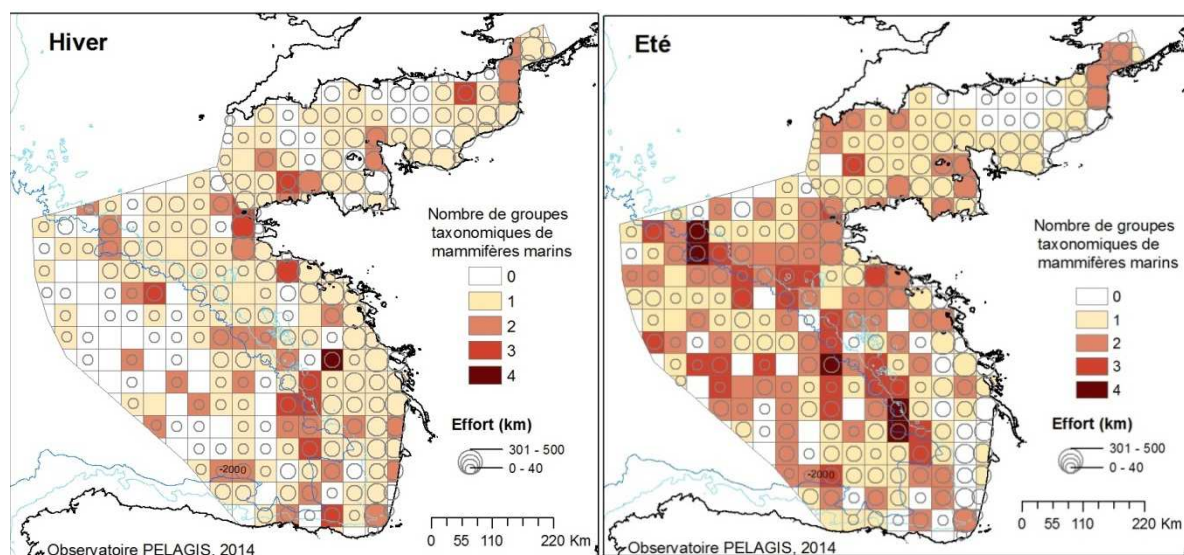 Hiver
Nombre de groupes
taxonomiques de
mammifères marins
0
1
2
3
4
Effort (km)
301 - 500
0 - 40
-2000
0 55 110 220 Km
Observatoire PELAGIS, 2014
Eté
Nombre de groupes
taxonomiques de
mammifères marins
0
1
2
3
4
Effort (km)
301 - 500
0 - 40
-2000
0 55 110 220 Km
Observatoire PELAGIS, 2014